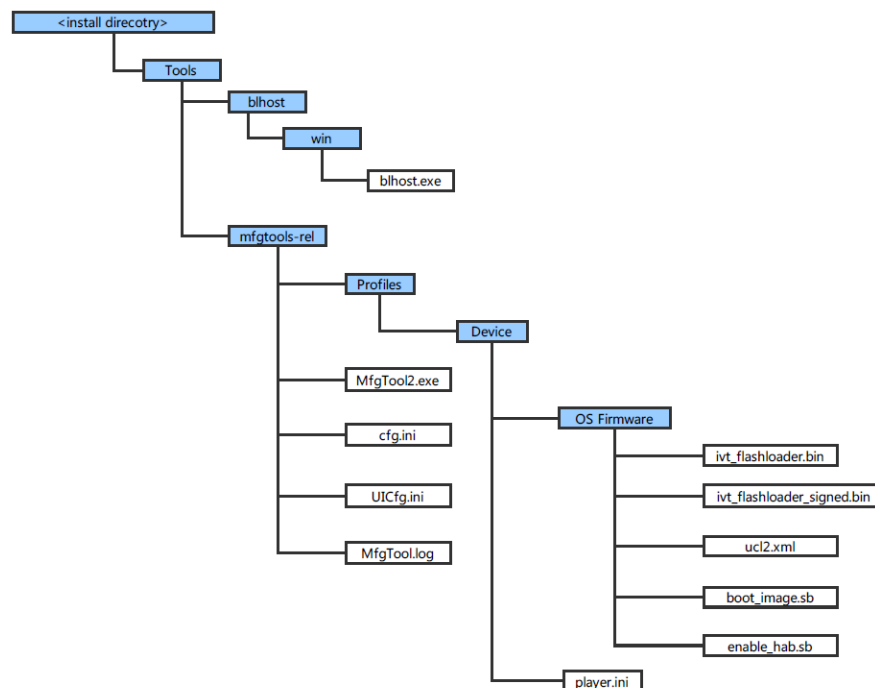 <install direcotry>
Tools
blhost
win
blhost.exe
mfgtools-rel
Profiles
Device
MfgTool2.exe
OS Firmware
cfg.ini
ivt_flashloader.bin
UICfg.ini
ivt_flashloader_signed.bin
ucl2.xml
MfgTool.log
boot_image.sb
enable_hab.sb
player.ini